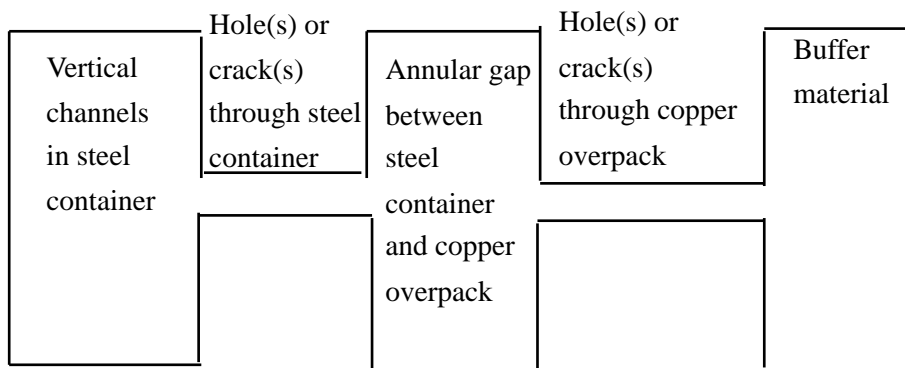 Vertical
channels
in steel
container
Hole(s) or
crack(s)
through steel
container
Annular gap
between
steel
container
and copper
overpack
Hole(s) or
crack(s)
through copper
overpack
Buffer
material